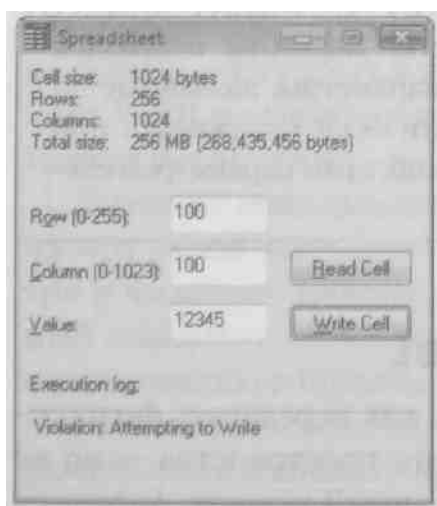 Spreadsheet
Cell size: 1024 bytes
Rows: 256
Columns: 1024
Total size: 256 MB (268,435,456 bytes)
Row (0-255): 100
Column (0-1023): 100 Read Cell
Value: 12345 Write Cell
Execution log:
Violation: Attempting to Write